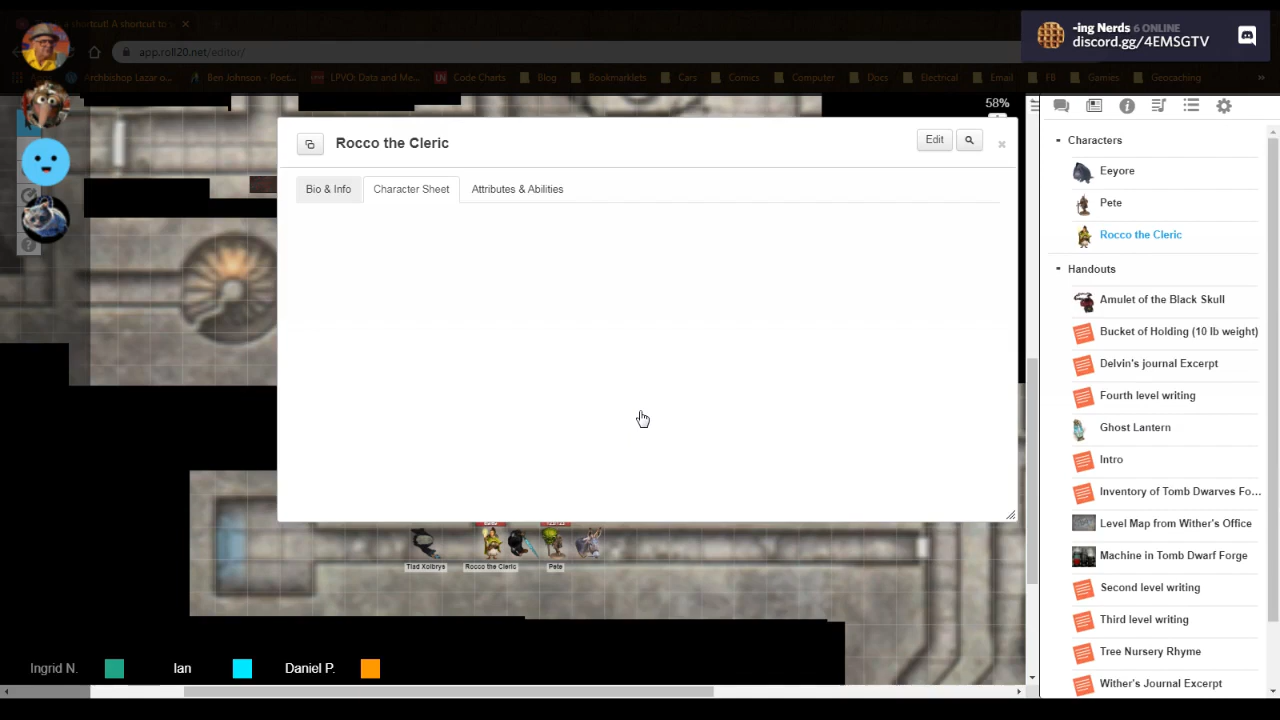 a shortcut! A shortcut to
app.roll20.net/editor/
-ing Nerds 6 ONLINE
discord.gg/4EMSGTV
Archbishop Lazar o... Ben Johnson - Poet... LPVO: Data and Me... Code Charts Blog Bookmarklets Cars Comics Computer Docs Electrical Email FB Games Geocaching »
58%
Rocco the Cleric
Edit
Bio & Info Character Sheet Attributes & Abilities
Characters
Eeyore
Pete
Rocco the Cleric
Handouts
Amulet of the Black Skull
Bucket of Holding (10 lb weight)
Delvin's journal Excerpt
Fourth level writing
Ghost Lantern
Intro
Inventory of Tomb Dwarves Fo...
Level Map from Wither's Office
Machine in Tomb Dwarf Forge
Second level writing
Third level writing
Tree Nursery Rhyme
Wither's Journal Excerpt
Rocco the Cleric Pete
Ingrid N. Ian Daniel P.